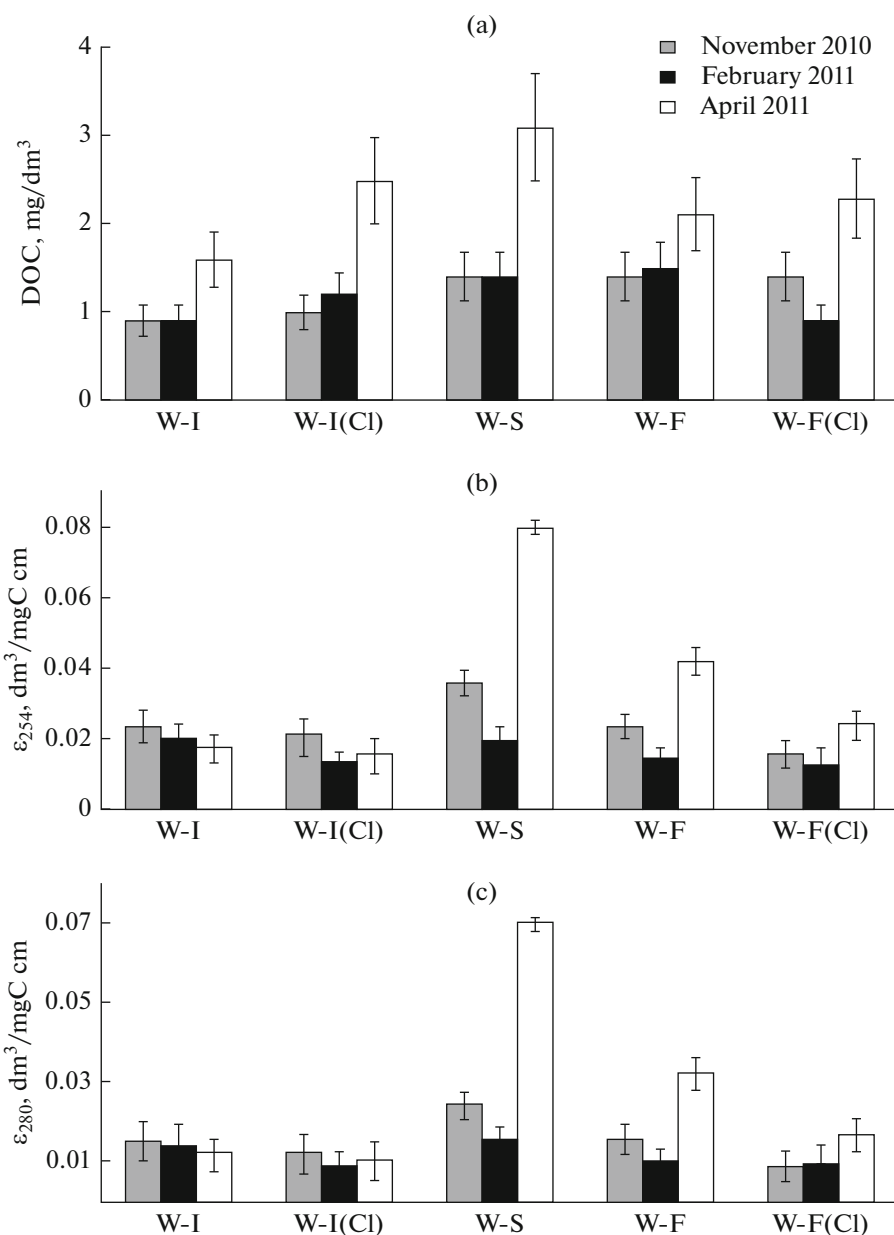 (a)
November 2010
February 2011
April 2011
DOC, mg/dm³
4
3
2
1
0
W-I W-I(Cl) W-S W-F W-F(Cl)
(b)
ε₂₅₄, dm³/mgC cm
0.08
0.06
0.04
0.02
0
W-I W-I(Cl) W-S W-F W-F(Cl)
(c)
ε₂₈₀, dm³/mgC cm
0.07
0.05
0.03
0.01
W-I W-I(Cl) W-S W-F W-F(Cl)